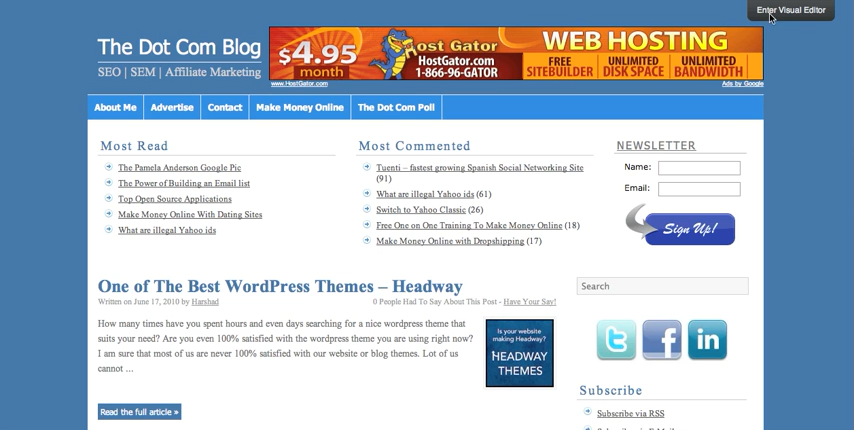 Enter Visual Editor
The Dot Com Blog
SEO | SEM | Affiliate Marketing
$4.95
month
Host Gator
HostGator.com
1-866-96-GATOR
WEB HOSTING
FREE
SITEBUILDER
UNLIMITED
DISK SPACE
UNLIMITED
BANDWIDTH
www.HostGator.com
Ads by Google
About Me
Advertise
Contact
Make Money Online
The Dot Com Poll
Most Read
The Pamela Anderson Google Pic
The Power of Building an Email list
Top Open Source Applications
Make Money Online With Dating Sites
What are illegal Yahoo ids
Most Commented
Tuenti – fastest growing Spanish Social Networking Site
(91)
What are illegal Yahoo ids (61)
Switch to Yahoo Classic (26)
Free One on One Training To Make Money Online (18)
Make Money Online with Dropshipping (17)
NEWSLETTER
Name:
Email:
Sign Up!
One of The Best WordPress Themes – Headway
Written on June 17, 2010 by Harshad
0 People Had To Say About This Post - Have Your Say!
How many times have you spent hours and even days searching for a nice wordpress theme that
suits your need? Are you even 100% satisfied with the wordpress theme you are using right now?
I am sure that most of us are never 100% satisfied with our website or blog themes. Lot of us
cannot ...
Is your website
making Headway?
HEADWAY
THEMES
Read the full article »
Search
t
f
in
Subscribe
Subscribe via RSS
Subscribe via E-Mail